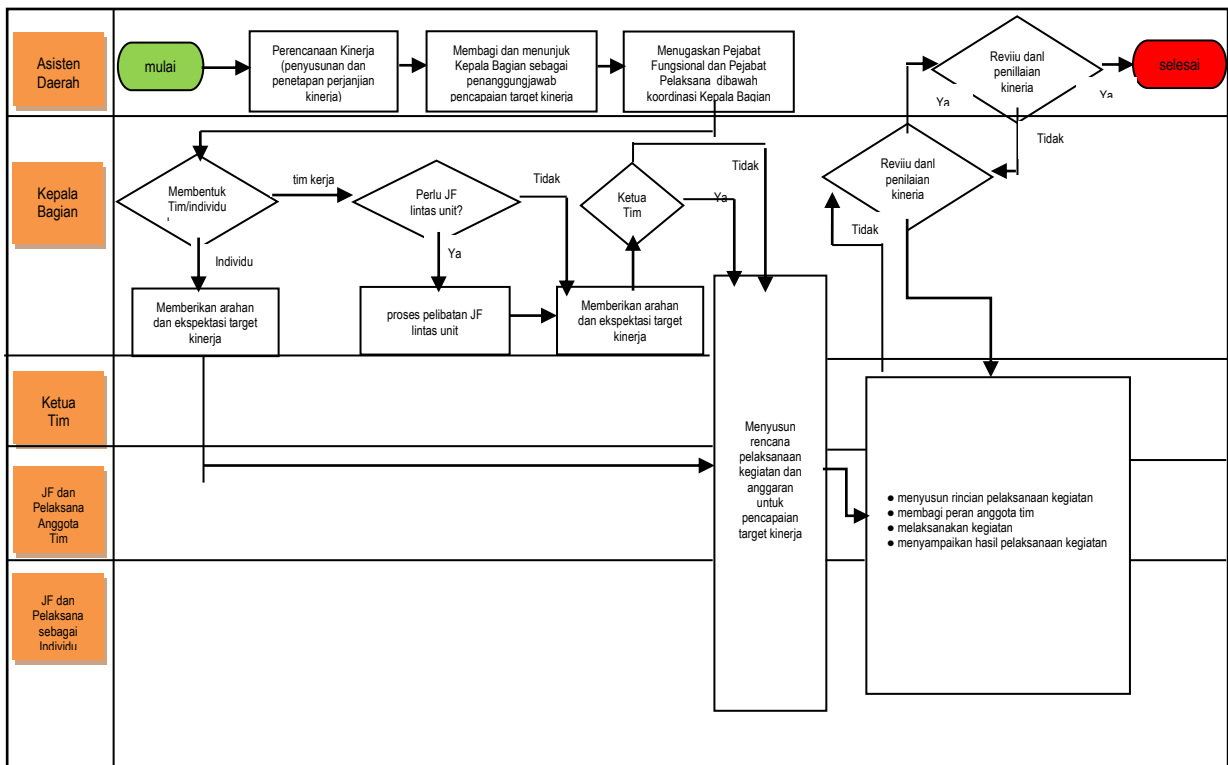 Asisten
Daerah
mulai
Perencanaan Kinerja
(penyusunan dan
penetapan perjanjian
kinerja)
Membagi dan menunjuk
Kepala Bagian sebagai
penanggungjawab
pencapaian target kinerja
Menugaskan Pejabat
Fungsional dan Pejabat
Pelaksana dibawah
koordinasi Kepala Bagian
Reviiu danl
penillaian
kinerja
selesai
Ya
Ya
Tidak
Kepala
Bagian
Membentuk
Tim/individu
tim kerja
Perlu JF
lintas unit?
Tidak
Ketua
Tim
Tidak
Ya
Reviiu danl
penilaian
kinerja
Tidak
Individu
Ya
Memberikan arahan
dan ekspektasi target
kinerja
proses pelibatan JF
lintas unit
Memberikan arahan
dan ekspektasi target
kinerja
Ketua
Tim
Menyusun
rencana
pelaksanaan
kegiatan dan
anggaran
untuk
pencapaian
target kinerja
JF dan
Pelaksana
Anggota
Tim
● menyusun rincian pelaksanaan kegiatan
● membagi peran anggota tim
● melaksanakan kegiatan
● menyampaikan hasil pelaksanaan kegiatan
JF dan
Pelaksana
sebagai
Individu